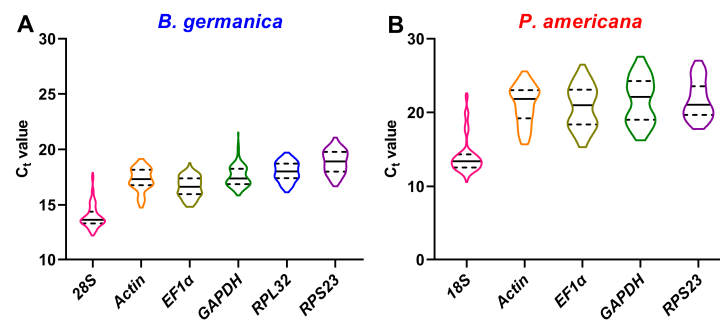 A
B. germanica
30
25
20
15
10
Ct value
28S
Actin
EF1α
GAPDH
RPL32
RPS23
B
P. americana
30
20
10
0
Ct value
18S
Actin
EF1α
GAPDH
RPS23